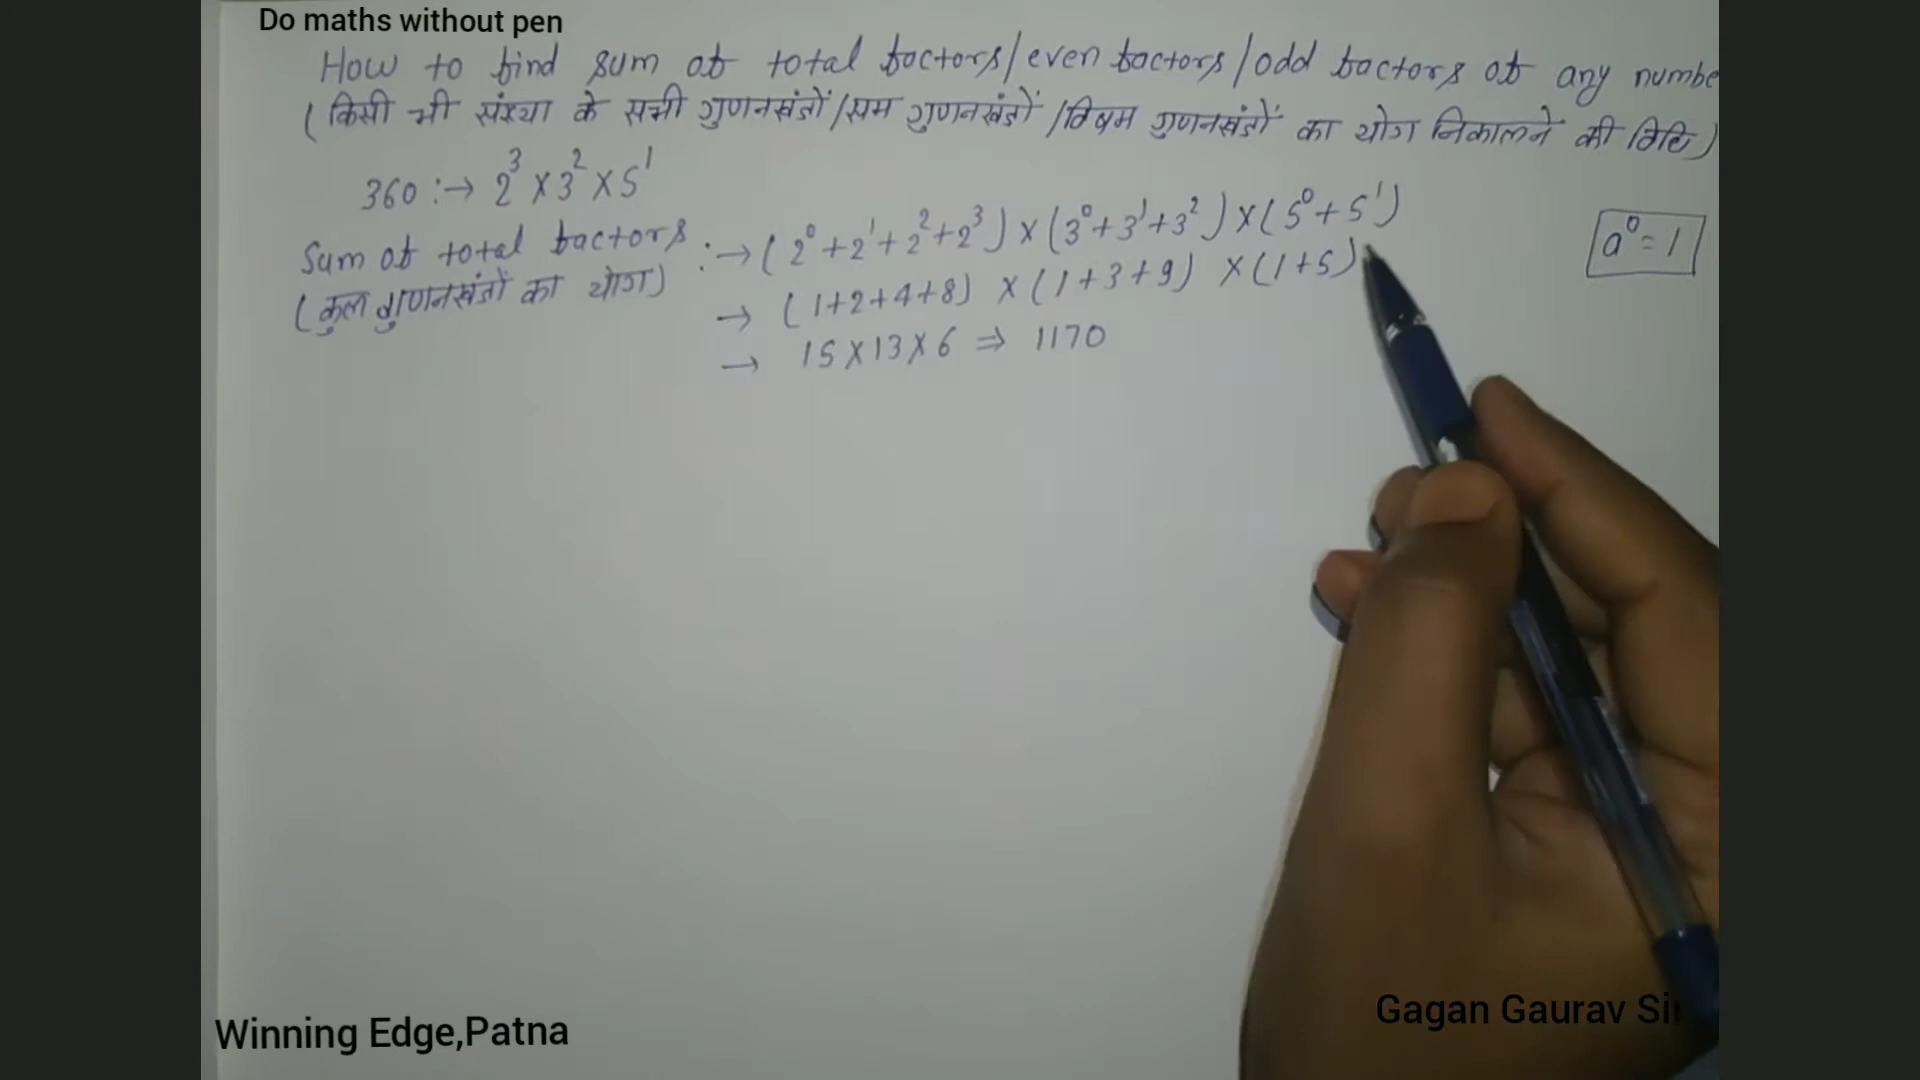 Do maths without pen
How to find sum of total factors/even factors/odd factors of any numbe
(किसी भी संख्या के सभी गुणनखंडों/सम गुणनखंडों/विषम गुणनखंडों का योग निकालने की विधि)
360 :→ 2³ × 3² × 5¹
Sum of total factors :→ (2⁰+2¹+2²+2³) × (3⁰+3¹+3²) × (5⁰+5¹)
a⁰ = 1
(कुल गुणनखंडों का योग) → (1+2+4+8) × (1+3+9) × (1+5)
→ 15×13×6 ⇒ 1170
Winning Edge,Patna
Gagan Gaurav Sir